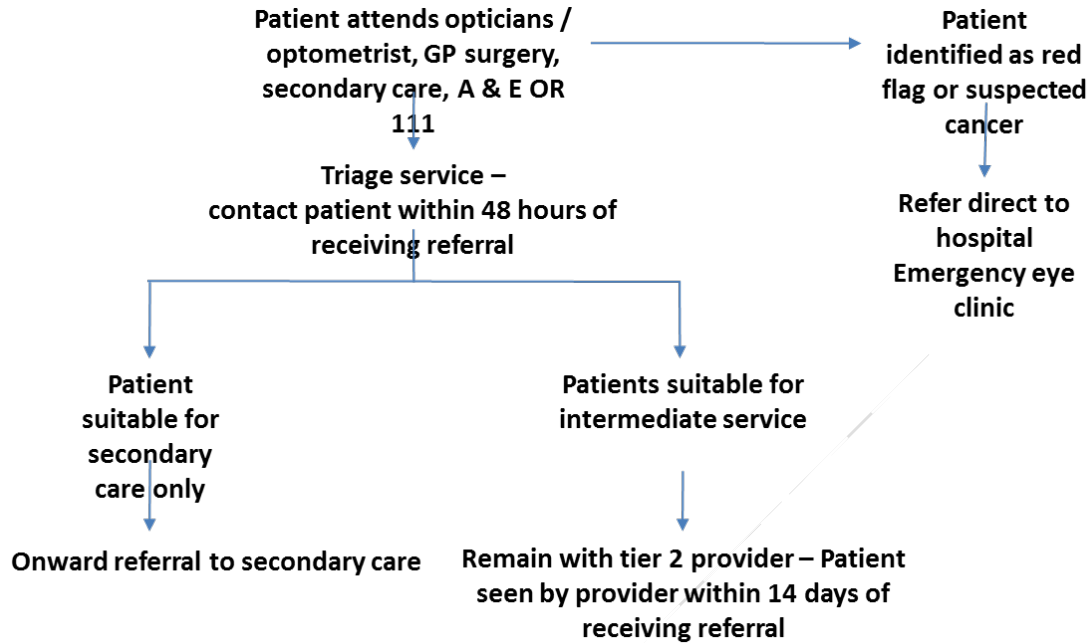 Patient attends opticians /
optometrist, GP surgery,
secondary care, A & E OR
111
Patient
identified as red
flag or suspected
cancer
Triage service –
contact patient within 48 hours of
receiving referral
Refer direct to
hospital
Emergency eye
clinic
Patient
suitable for
secondary
care only
Patients suitable for
intermediate service
Onward referral to secondary care
Remain with tier 2 provider – Patient
seen by provider within 14 days of
receiving referral